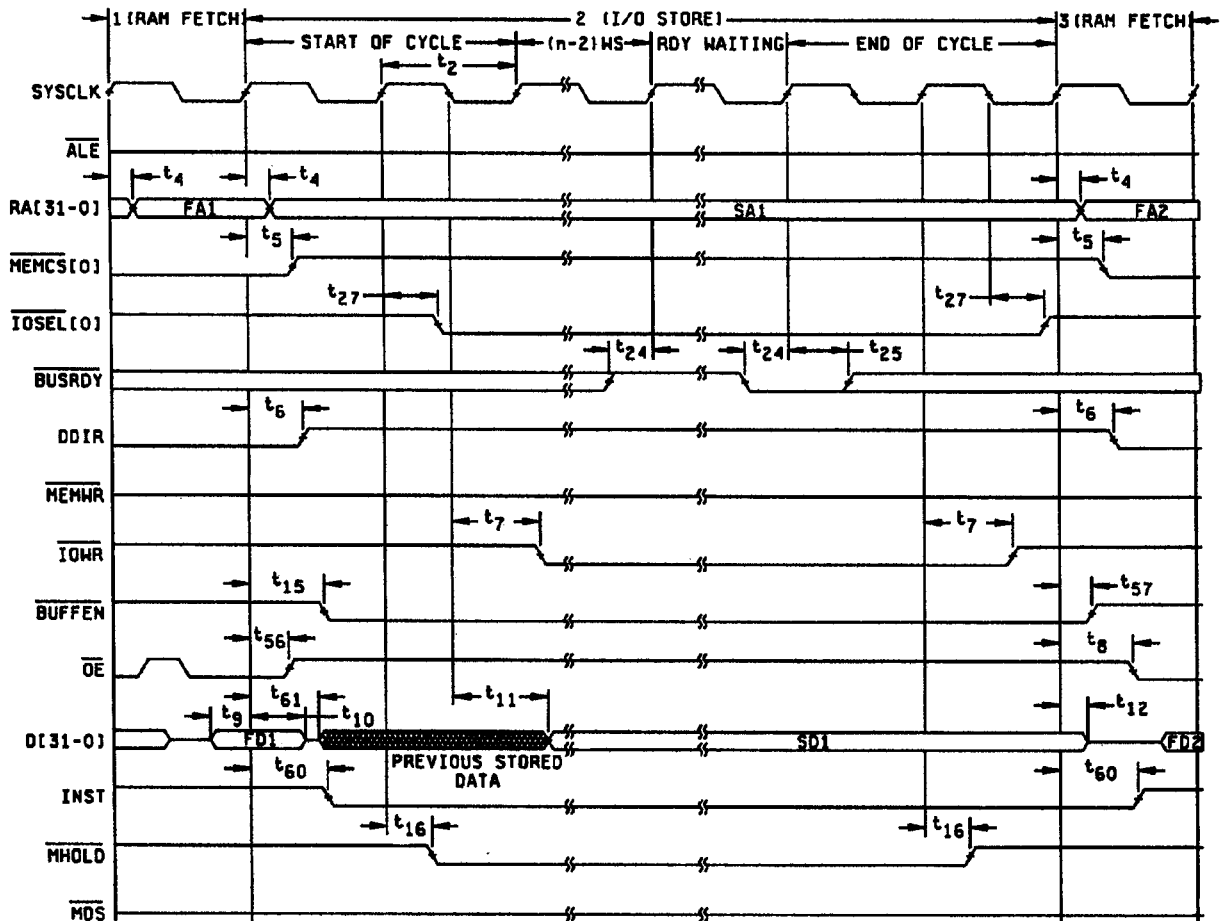 1 (RAM FETCH) 2 (I/O STORE) 3 (RAM FETCH)
START OF CYCLE (n-2)WS RDY WAITING END OF CYCLE
t2
SYSCLK
ALE
t4 t4 t4
RA[31-0] FA1 SA1 FA2
t5 t5
MEMCS[0]
t27 t27
IOSEL[0]
t24 t24 t25
BUSRDY
t6 t6
DDIR
MEMWR
t7 t7
IOWR
t15 t57
BUFFEN
t56 t8
OE
t61 t11
t9 t10 t12
D[31-0] FD1 SD1 FD2
PREVIOUS STORED
DATA
t60 t60
INST
t16 t16
MHOLD
MDS